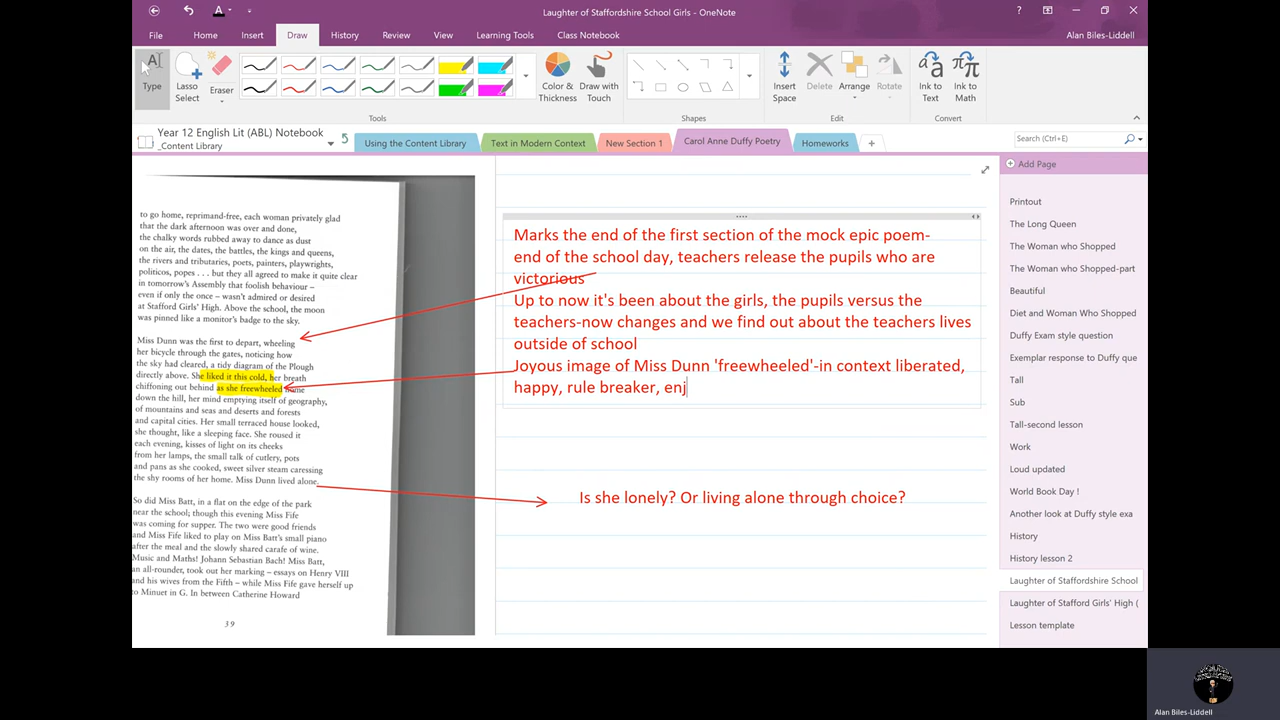 Laughter of Staffordshire School Girls - OneNote
File Home Insert Draw History Review View Learning Tools Class Notebook
Alan Biles-Liddell
Type
Lasso Select
Eraser
Color & Thickness
Draw with Touch
Insert Space
Delete
Arrange
Rotate
Ink to Text
Ink to Math
Tools
Shapes
Edit
Convert
Year 12 English Lit (ABL) Notebook
_Content Library
Using the Content Library
Text in Modern Context
New Section 1
Carol Anne Duffy Poetry
Homeworks
Search (Ctrl+E)
to go home, reprimand-free, each woman privately glad
that the dark afternoon was over and done,
the chalky words rubbed away to dance as dust
on the air, the dates, the battles, the kings and queens,
the rivers and tributaries, poets, painters, playwrights,
politicos, popes . . . but they all agreed to make it quite clear
in tomorrow's Assembly that foolish behaviour –
even if only the once – wasn't admired or desired
at Stafford Girls' High. Above the school, the moon
was pinned like a monitor's badge to the sky.
Miss Dunn was the first to depart, wheeling
her bicycle through the gates, noticing how
the sky had cleared, a tidy diagram of the Plough
directly above. She liked it this cold, her breath
chiffoning out behind as she freewheeled home
down the hill, her mind emptying itself of geography,
of mountains and seas and deserts and forests
and capital cities. Her small terraced house looked,
she thought, like a sleeping face. She roused it
each evening, kisses of light on its cheeks
from her lamps, the small talk of cutlery, pots
and pans as she cooked, sweet silver steam caressing
the shy rooms of her home. Miss Dunn lived alone.
So did Miss Batt, in a flat on the edge of the park
near the school; though this evening Miss Fife
was coming for supper. The two were good friends
and Miss Fife liked to play on Miss Batt's small piano
after the meal and the slowly shared carafe of wine.
Music and Maths! Johann Sebastian Bach! Miss Batt,
an all-rounder, took out her marking – essays on Henry VIII
and his wives from the Fifth – while Miss Fife gave herself up
to Minuet in G. In between Catherine Howard
39
Marks the end of the first section of the mock epic poem-
end of the school day, teachers release the pupils who are
victorious
Up to now it's been about the girls, the pupils versus the
teachers-now changes and we find out about the teachers lives
outside of school
Joyous image of Miss Dunn 'freewheeled'-in context liberated,
happy, rule breaker, enj
Is she lonely? Or living alone through choice?
Add Page
Printout
The Long Queen
The Woman who Shopped
The Woman who Shopped-part
Beautiful
Diet and Woman Who Shopped
Duffy Exam style question
Exemplar response to Duffy que
Tall
Sub
Tall-second lesson
Work
Loud updated
World Book Day !
Another look at Duffy style exa
History
History lesson 2
Laughter of Staffordshire School
Laughter of Stafford Girls' High (
Lesson template
Alan Biles-Liddell